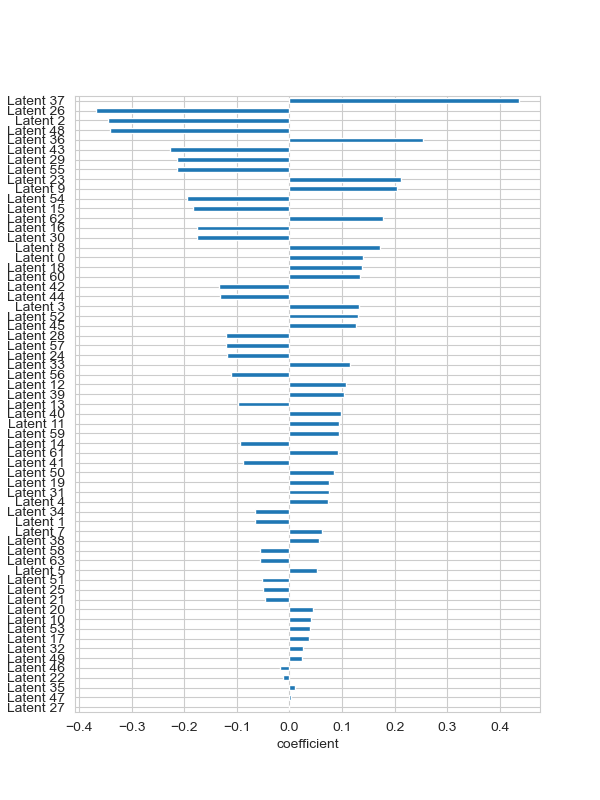 Latent 37
Latent 26
Latent 2
Latent 48
Latent 36
Latent 43
Latent 29
Latent 55
Latent 23
Latent 9
Latent 54
Latent 15
Latent 62
Latent 16
Latent 30
Latent 8
Latent 0
Latent 18
Latent 60
Latent 42
Latent 44
Latent 3
Latent 52
Latent 45
Latent 28
Latent 57
Latent 24
Latent 33
Latent 56
Latent 12
Latent 39
Latent 13
Latent 40
Latent 11
Latent 59
Latent 14
Latent 61
Latent 41
Latent 50
Latent 19
Latent 31
Latent 4
Latent 34
Latent 1
Latent 7
Latent 38
Latent 58
Latent 63
Latent 5
Latent 51
Latent 25
Latent 21
Latent 20
Latent 10
Latent 53
Latent 17
Latent 32
Latent 49
Latent 46
Latent 22
Latent 35
Latent 47
Latent 27
−0.4 −0.3 −0.2 −0.1 0.0 0.1 0.2 0.3 0.4
coefficient